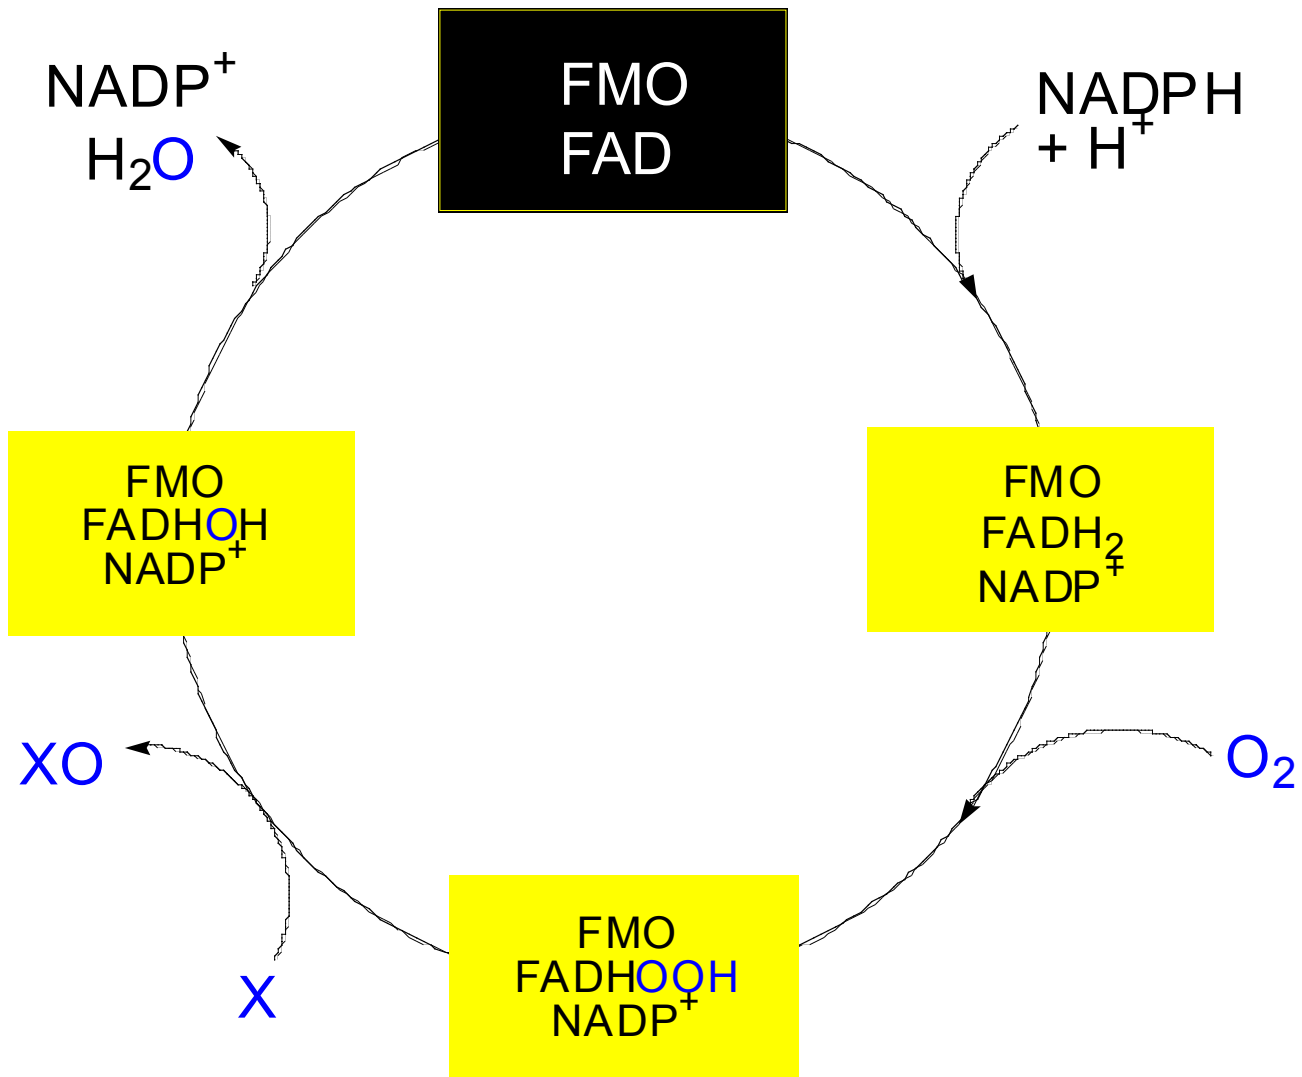 FMO
FAD
NADPH
+ H⁺
FMO
FADH₂
NADP⁺
O₂
FMO
FADHOOH
NADP⁺
X
XO
FMO
FADHOH
NADP⁺
NADP⁺
H₂O